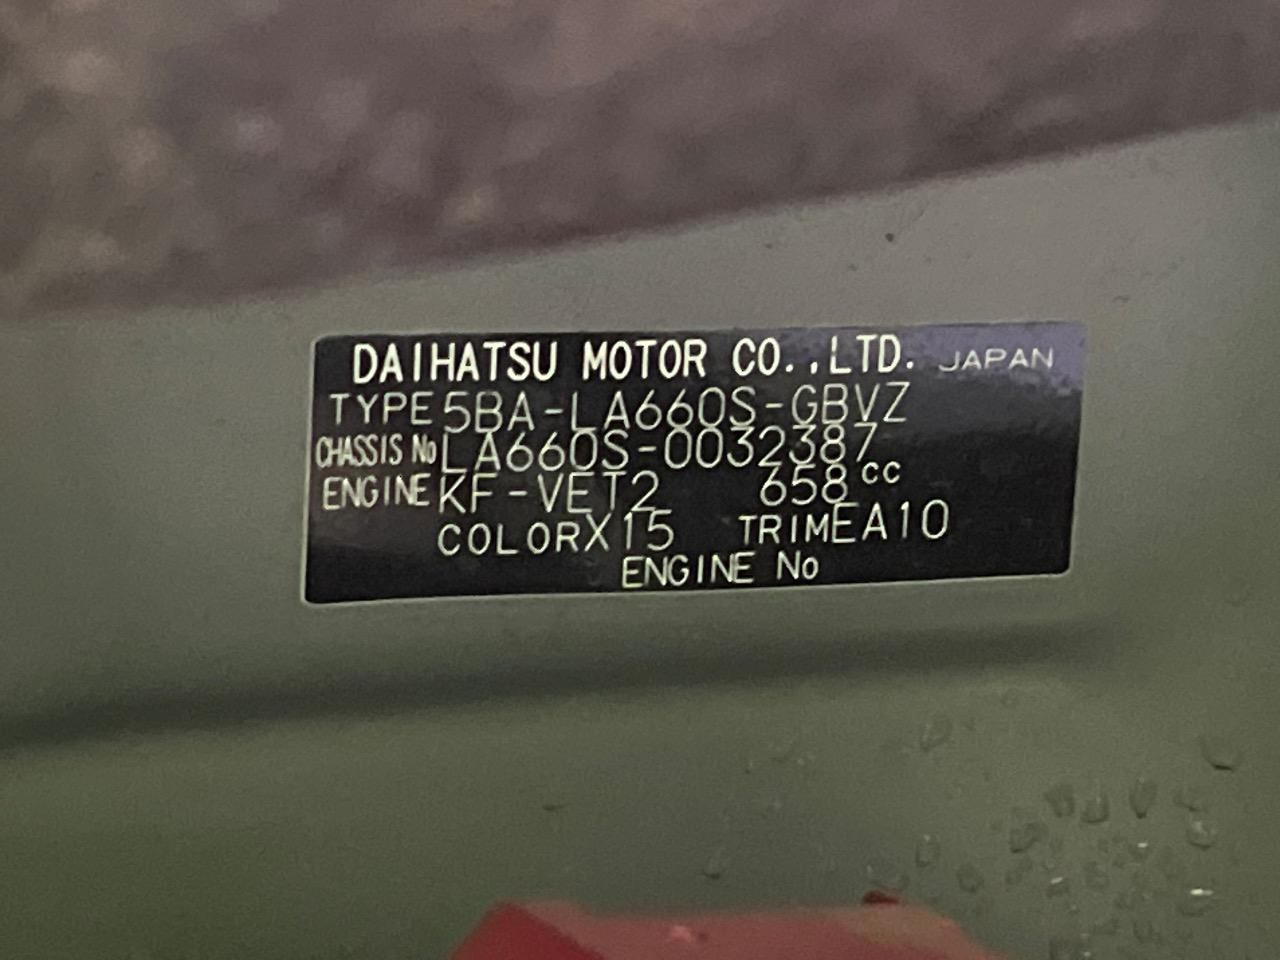 DAIHATSU MOTOR CO.,LTD. JAPAN
TYPE 5BA-LA660S-GBVZ
CHASSIS No LA660S-0032387
ENGINE KF-VET2 658 cc
COLOR X15 TRIM EA10
ENGINE No